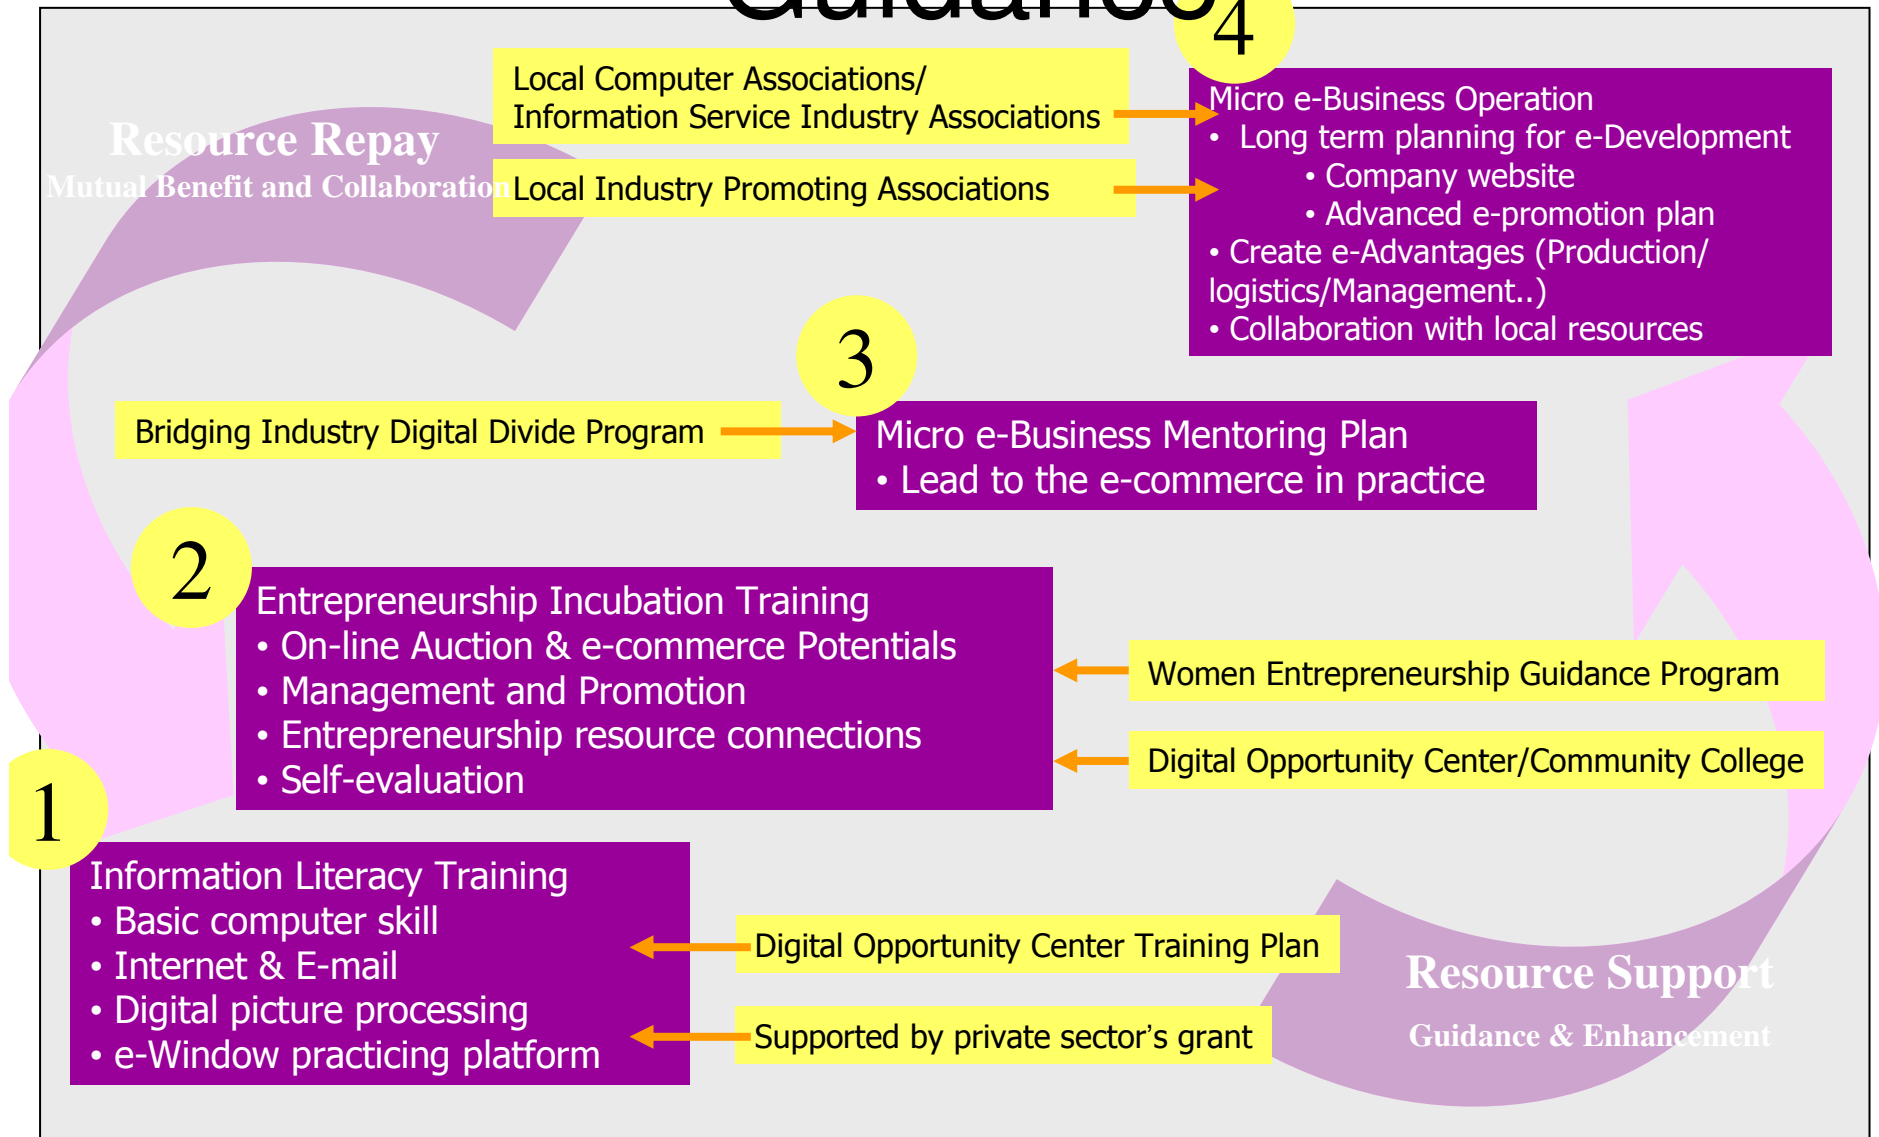 Guidance
4
Local Computer Associations/
Information Service Industry Associations
Local Industry Promoting Associations
Micro e-Business Operation
• Long term planning for e-Development
• Company website
• Advanced e-promotion plan
• Create e-Advantages (Production/
logistics/Management..)
• Collaboration with local resources
Resource Repay
Mutual Benefit and Collaboration
3
Bridging Industry Digital Divide Program
Micro e-Business Mentoring Plan
• Lead to the e-commerce in practice
2
Entrepreneurship Incubation Training
• On-line Auction & e-commerce Potentials
• Management and Promotion
• Entrepreneurship resource connections
• Self-evaluation
Women Entrepreneurship Guidance Program
Digital Opportunity Center/Community College
1
Information Literacy Training
• Basic computer skill
• Internet & E-mail
• Digital picture processing
• e-Window practicing platform
Digital Opportunity Center Training Plan
Supported by private sector’s grant
Resource Support
Guidance & Enhancement